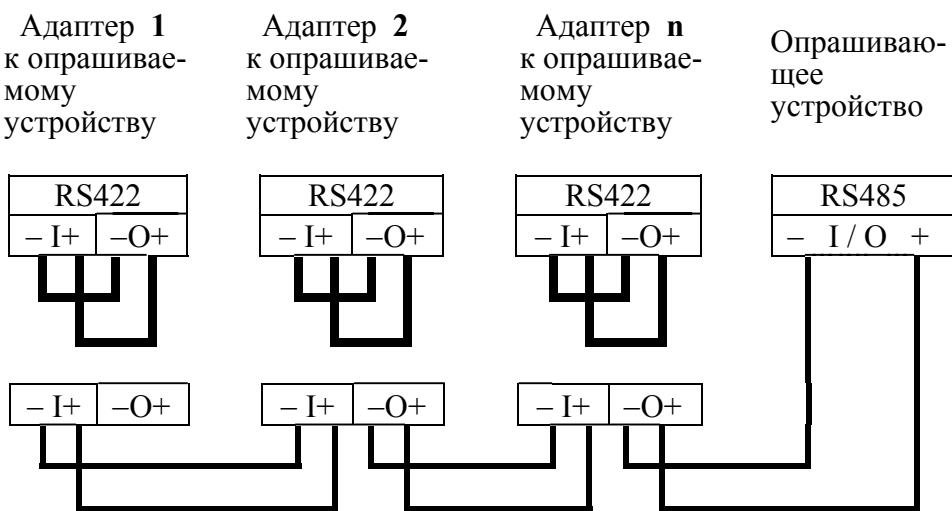 Адаптер 1
к опрашивае-
мому
устройству
Адаптер 2
к опрашивае-
мому
устройству
Адаптер n
к опрашивае-
мому
устройству
Опрашиваю-
щее
устройство
RS422
– I+ –O+
RS422
– I+ –O+
RS422
– I+ –O+
RS485
– I / O +
– I+ –O+
– I+ –O+
– I+ –O+